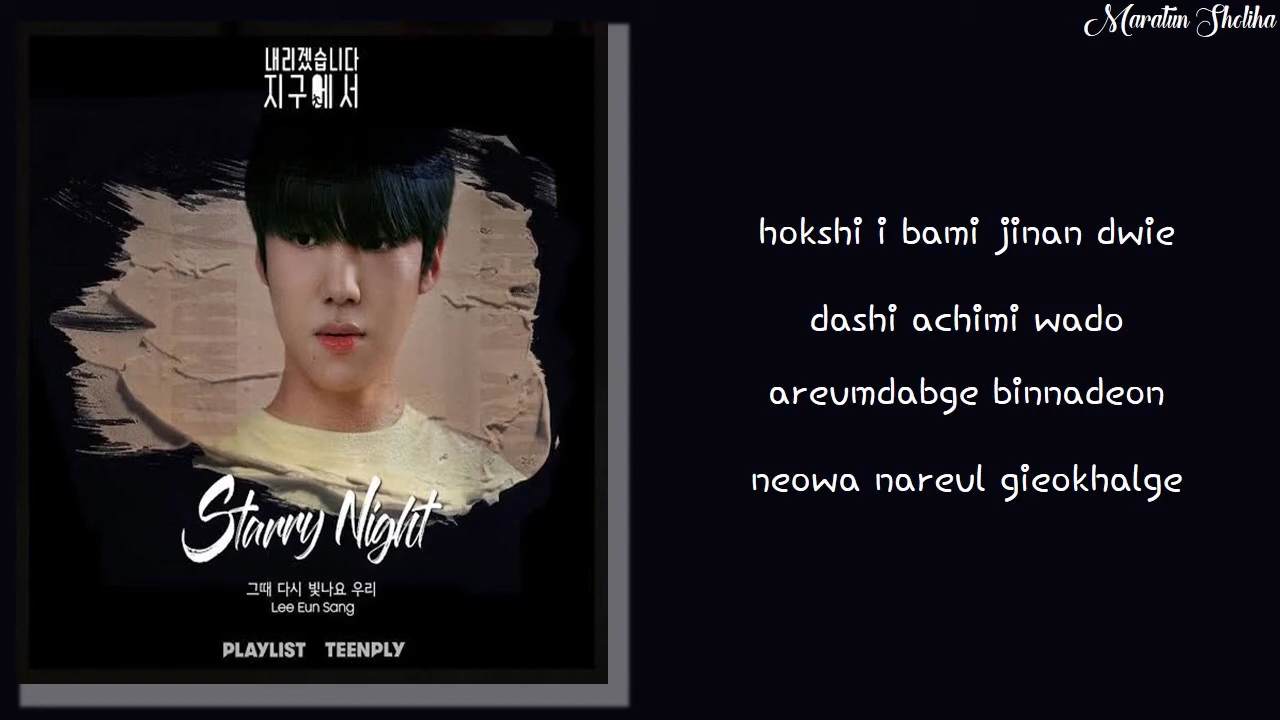 Maratun Sholiha
내리겠습니다
지구에서
Starry Night
그때 다시 빛나요 우리
Lee Eun Sang
PLAYLIST TEENPLY
hokshi i bami jinan dwie
dashi achimi wado
areumdabge binnadeon
neowa nareul gieokhalge